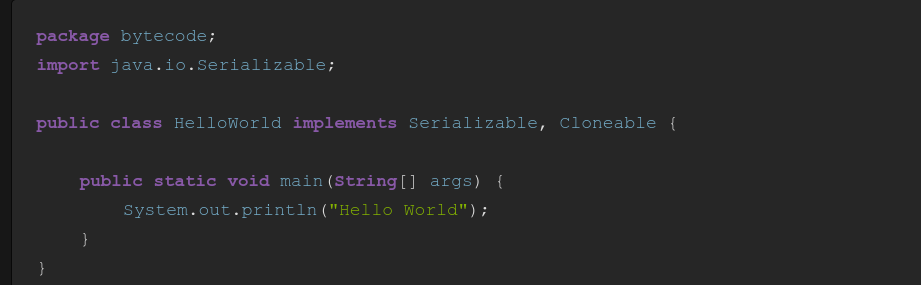 package bytecode;
import java.io.Serializable;
public class HelloWorld implements Serializable, Cloneable {
public static void main(String[] args) {
System.out.println("Hello World");
}
}